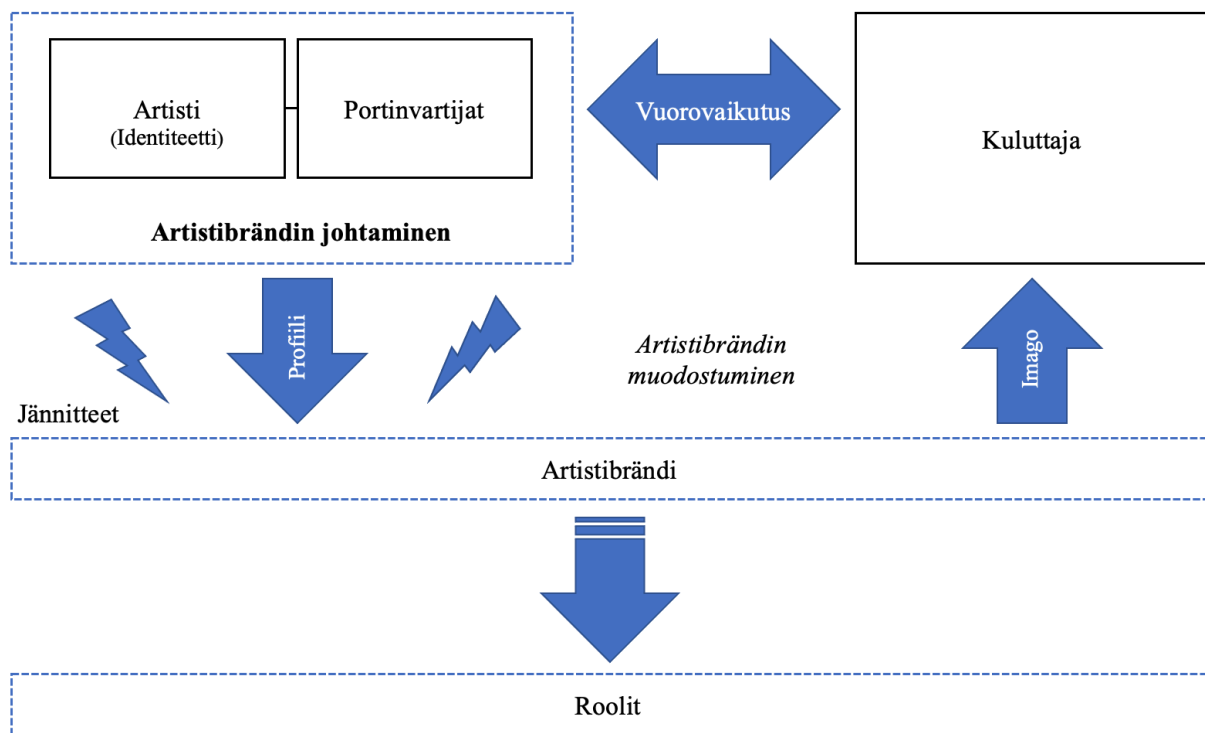 Artisti
(Identiteetti)
Portinvartijat
Artistibrändin johtaminen
Vuorovaikutus
Kuluttaja
Profiili
Jännitteet
Artistibrändin
muodostuminen
Imago
Artistibrändi
Roolit